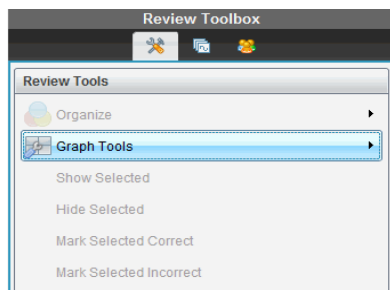 Review Toolbox
Review Tools
Organize
Graph Tools
Show Selected
Hide Selected
Mark Selected Correct
Mark Selected Incorrect